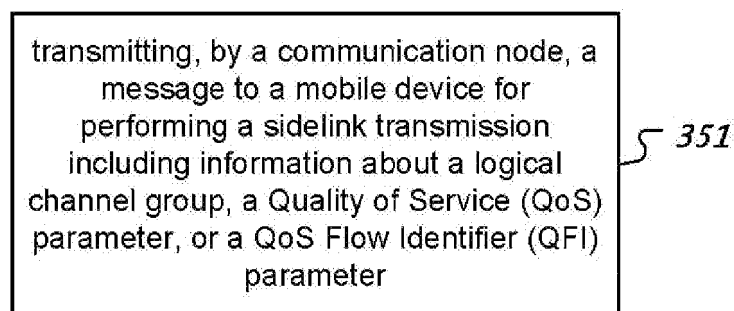 transmitting, by a communication node, a
message to a mobile device for
performing a sidelink transmission
including information about a logical
channel group, a Quality of Service (QoS)
parameter, or a QoS Flow Identifier (QFI)
parameter
351